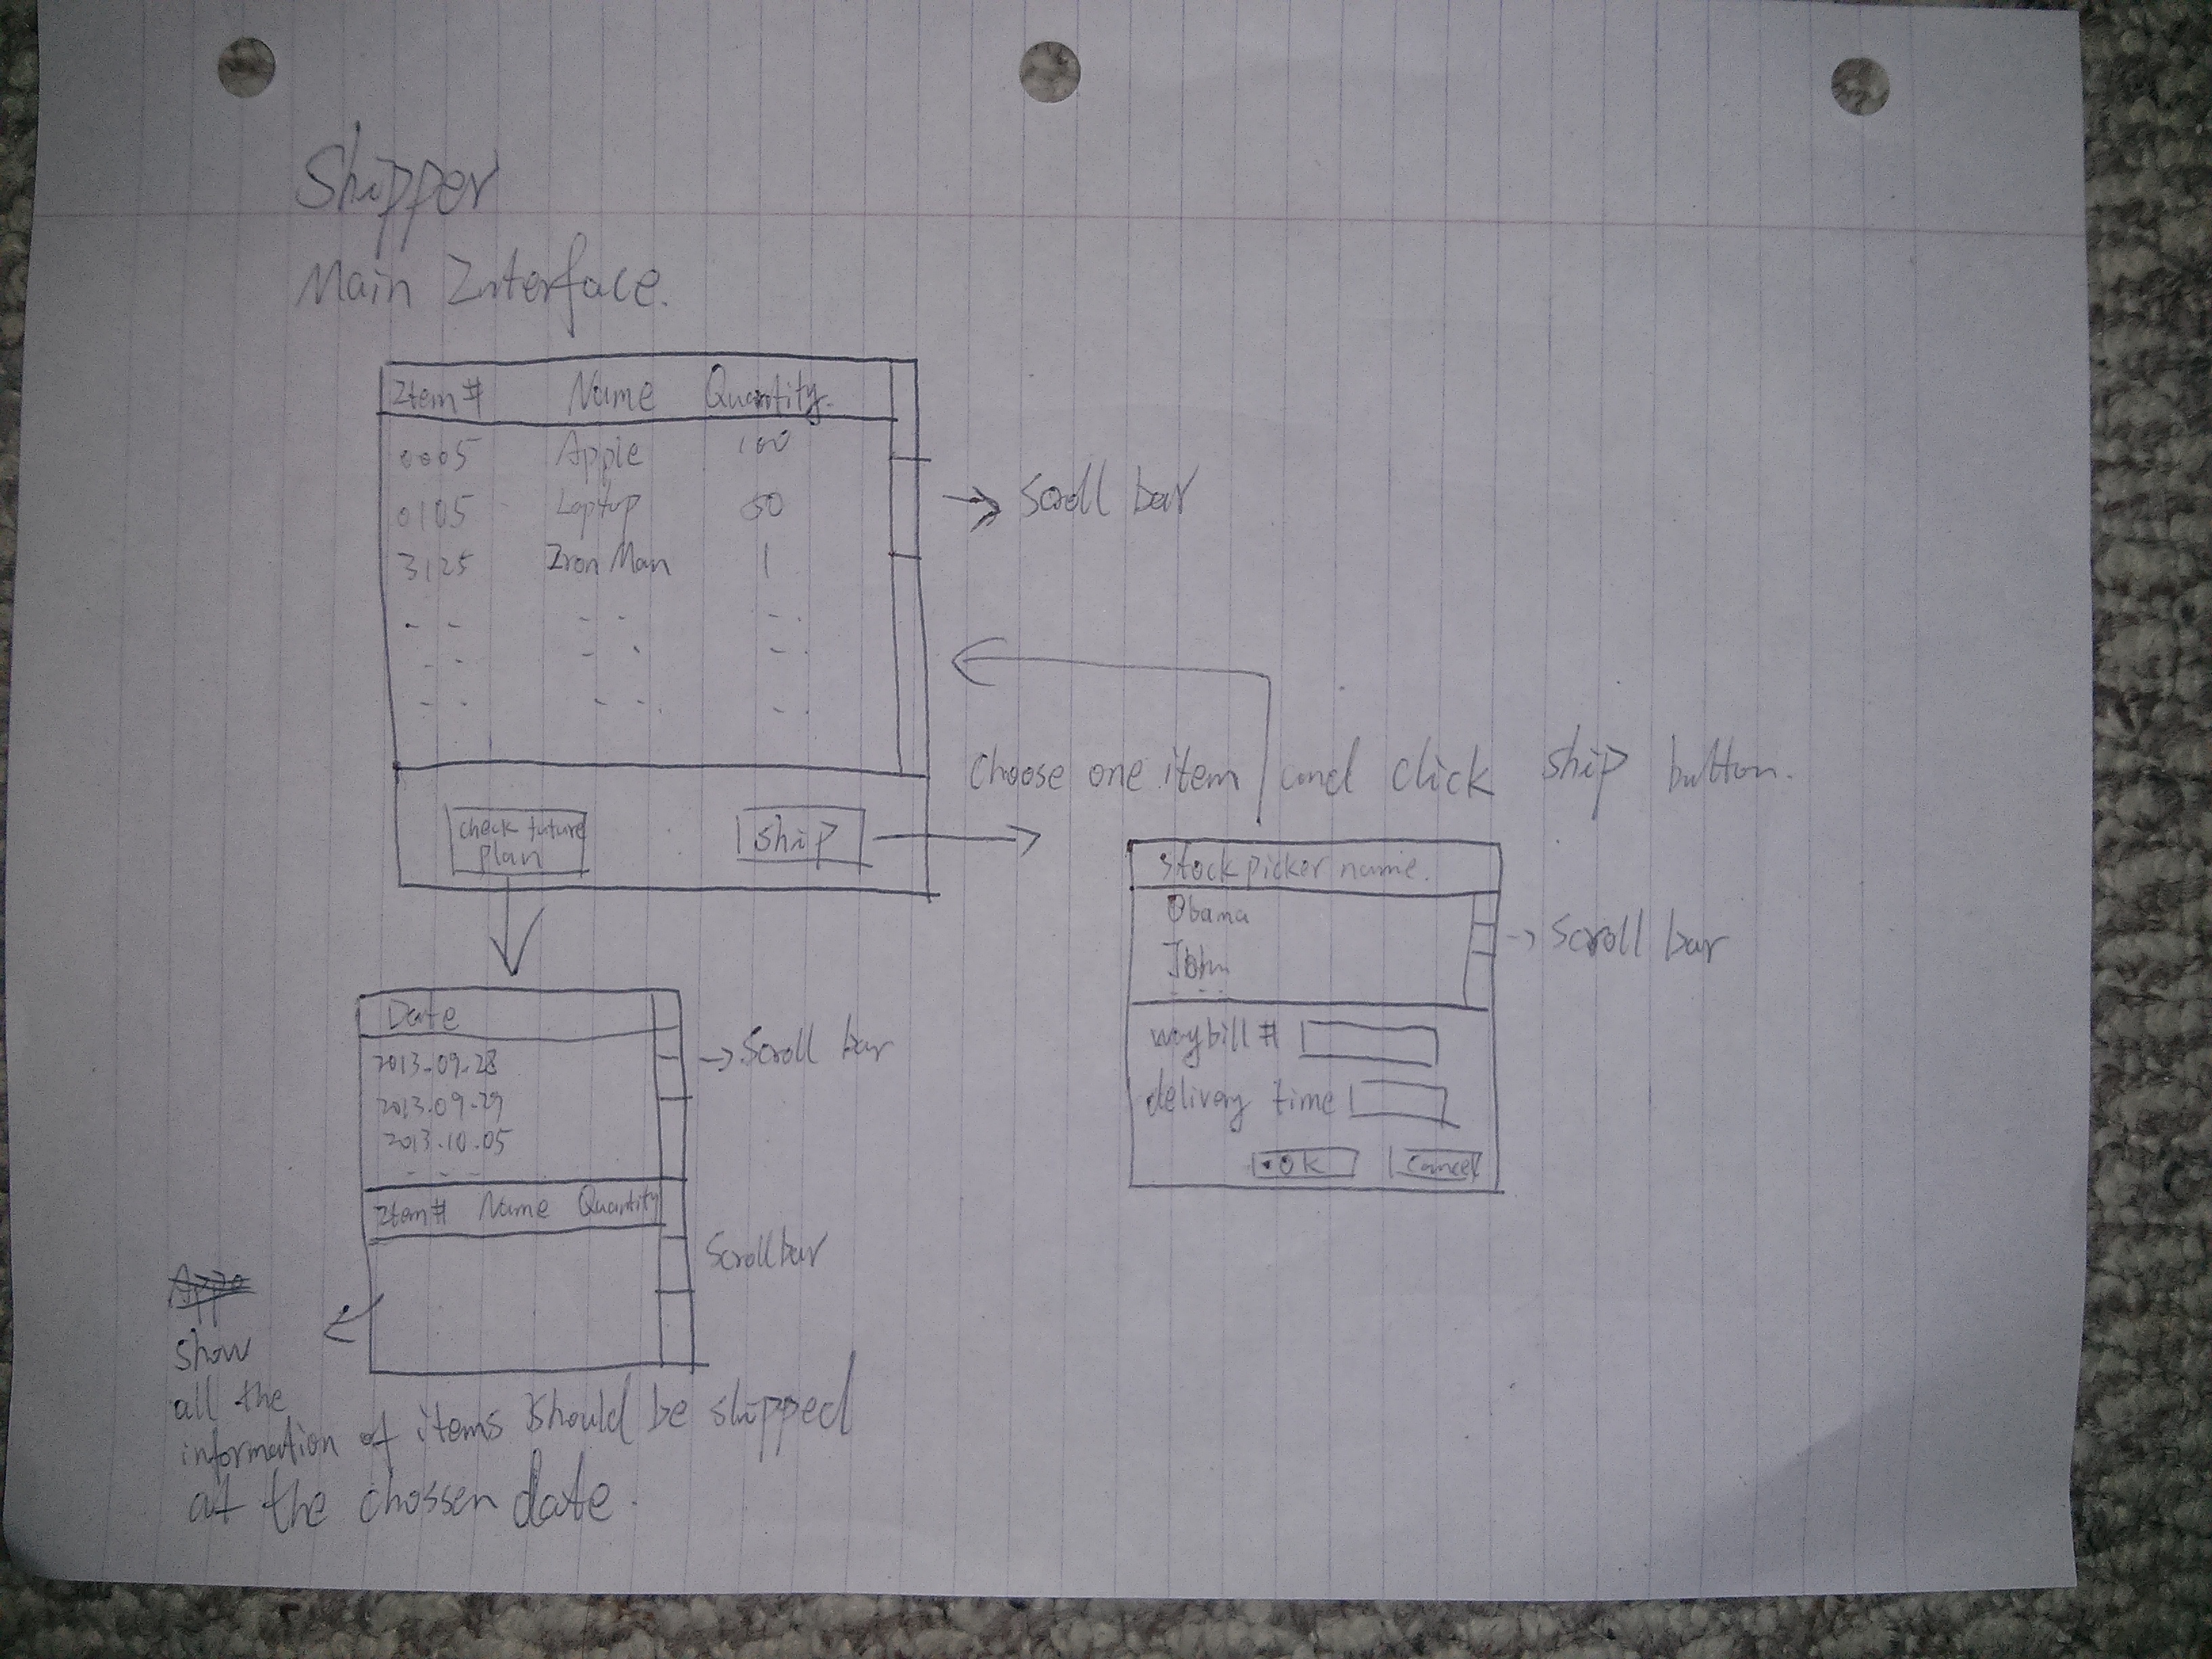 Shipper
Main Interface.
Item# Name Quantity.
0005 Apple 100
0105 Laptop 50
3125 Iron Man 1
→ Scroll bar
Choose one item and click ship button.
check future
plan
ship
Stock picker name.
Obama
John
→ Scroll bar
waybill #
delivery time
OK Cancel
Date
2013.09.28
2013.09.29
2013.10.05
→ Scroll bar
Item# Name Quantity
Scroll bar
show
all the
information of items should be shipped
at the chossen date.